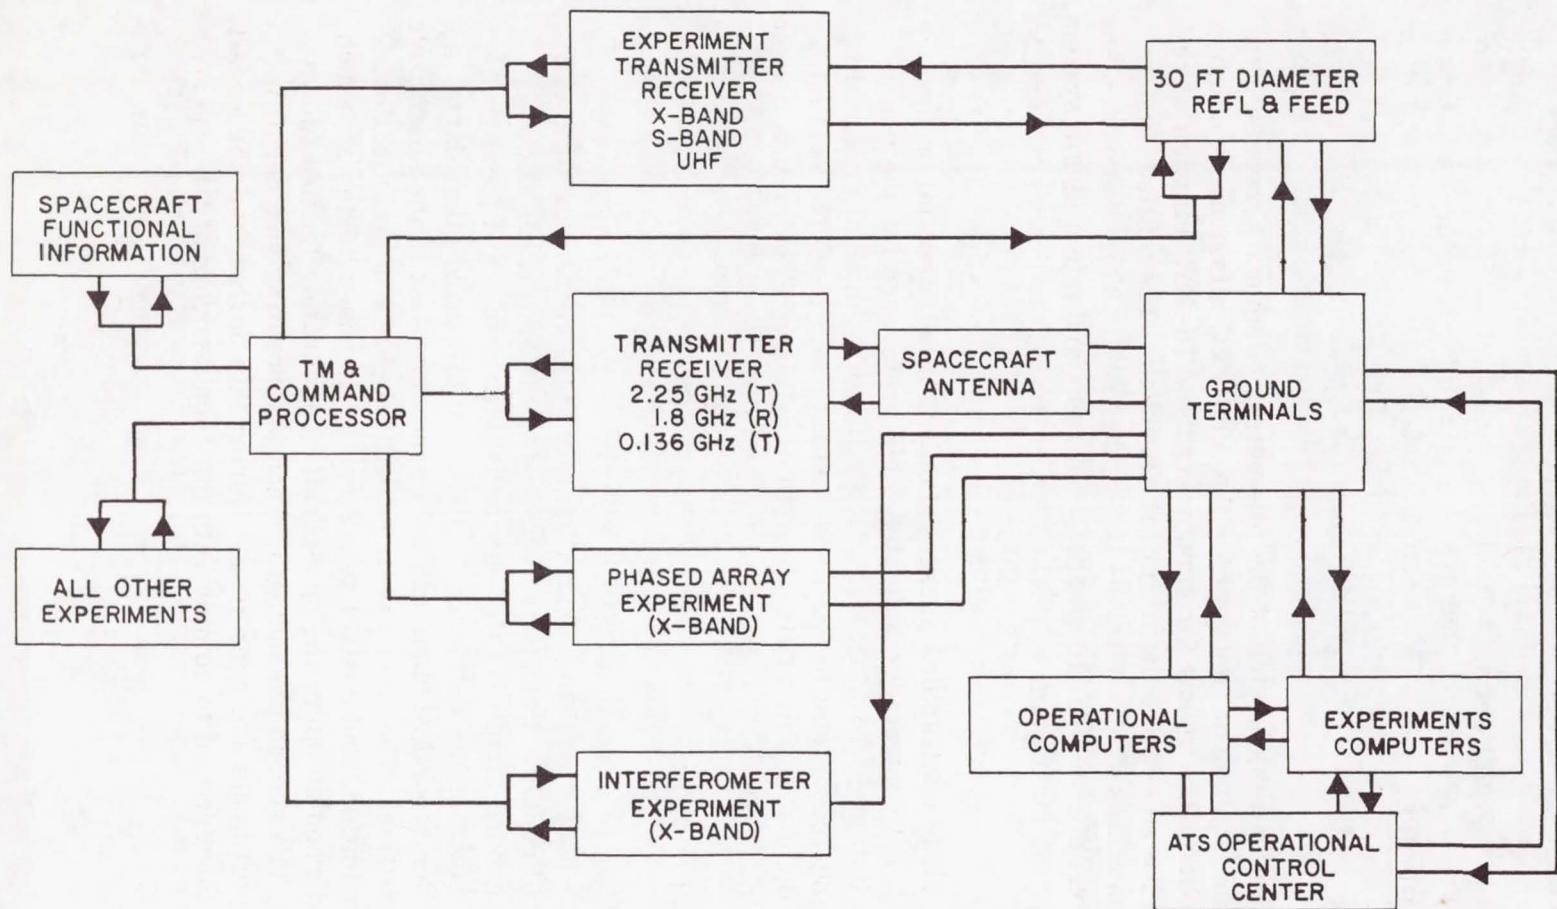 EXPERIMENT
TRANSMITTER
RECEIVER
X-BAND
S-BAND
UHF
30 FT DIAMETER
REFL & FEED
SPACECRAFT
FUNCTIONAL
INFORMATION
TM &
COMMAND
PROCESSOR
TRANSMITTER
RECEIVER
2.25 GHz (T)
1.8 GHz (R)
0.136 GHz (T)
SPACECRAFT
ANTENNA
GROUND
TERMINALS
ALL OTHER
EXPERIMENTS
PHASED ARRAY
EXPERIMENT
(X-BAND)
OPERATIONAL
COMPUTERS
EXPERIMENTS
COMPUTERS
INTERFEROMETER
EXPERIMENT
(X-BAND)
ATS OPERATIONAL
CONTROL
CENTER